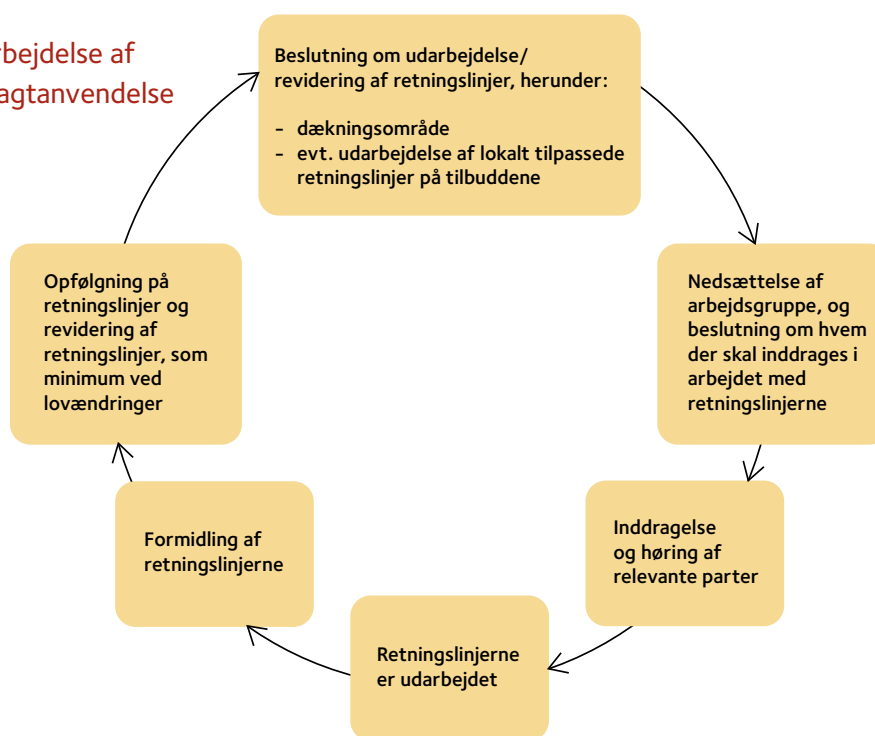 rbejdelse af
agtanvendelse
Beslutning om udarbejdelse/
revidering af retningslinjer, herunder:
- dækningsområde
- evt. udarbejdelse af lokalt tilpassede
retningslinjer på tilbuddene
Nedsættelse af
arbejdsgruppe, og
beslutning om hvem
der skal inddrages i
arbejdet med
retningslinjerne
Inddragelse
og høring af
relevante parter
Retningslinjerne
er udarbejdet
Formidling af
retningslinjerne
Opfølgning på
retningslinjer og
revidering af
retningslinjer, som
minimum ved
lovændringer